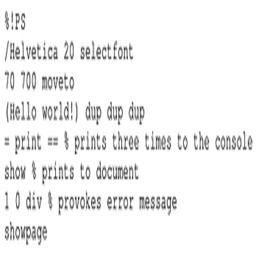 %!PS
/Helvetica 20 selectfont
70 700 moveto
(Hello world!) dup dup dup
= print == % prints three times to the console
show % prints to document
1 0 div % provokes error message
showpage